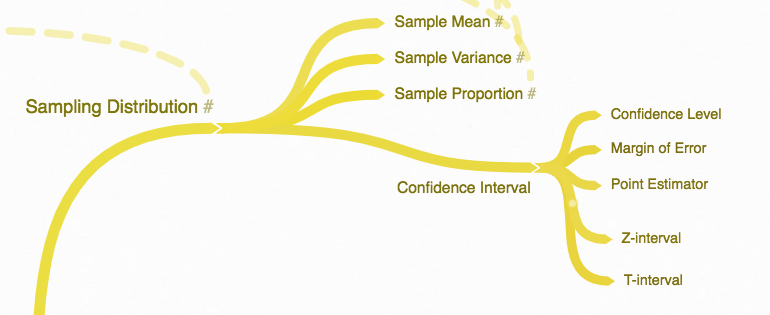 Sample Mean #
Sample Variance #
Sample Proportion #
Sampling Distribution #
Confidence Interval
Confidence Level
Margin of Error
Point Estimator
Z-interval
T-interval